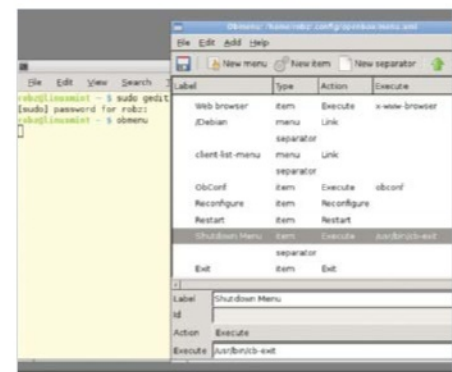 Obmenu: /home/robz/.config/openbox/menu.xml
File Edit Add Help
New menu New item New separator
File Edit View Search
robz@linuxmint ~ $ sudo gedit
[sudo] password for robz:
robz@linuxmint ~ $ obmenu
Label Type Action Execute
Web browser item Execute x-www-browser
/Debian menu Link
separator
client-list-menu menu Link
separator
ObConf item Execute obconf
Reconfigure item Reconfigure
Restart item Restart
Shutdown Menu item Execute /usr/bin/cb-exit
separator
Exit item Exit
Label Shutdown Menu
Id
Action Execute
Execute /usr/bin/cb-exit